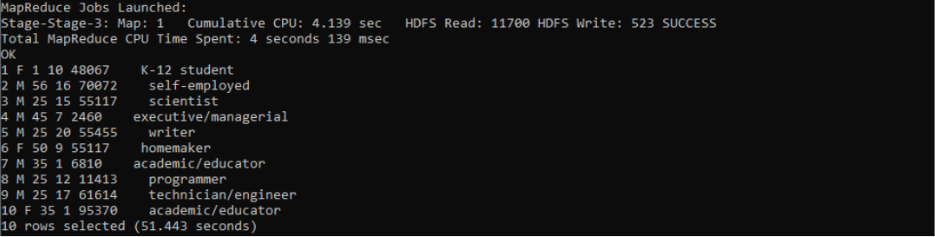 MapReduce Jobs Launched:
Stage-Stage-3: Map: 1   Cumulative CPU: 4.139 sec   HDFS Read: 11700 HDFS Write: 523 SUCCESS
Total MapReduce CPU Time Spent: 4 seconds 139 msec
OK
1 F 1 10 48067    K-12 student
2 M 56 16 70072    self-employed
3 M 25 15 55117    scientist
4 M 45 7 2460    executive/managerial
5 M 25 20 55455    writer
6 F 50 9 55117    homemaker
7 M 35 1 6810    academic/educator
8 M 25 12 11413    programmer
9 M 25 17 61614    technician/engineer
10 F 35 1 95370    academic/educator
10 rows selected (51.443 seconds)